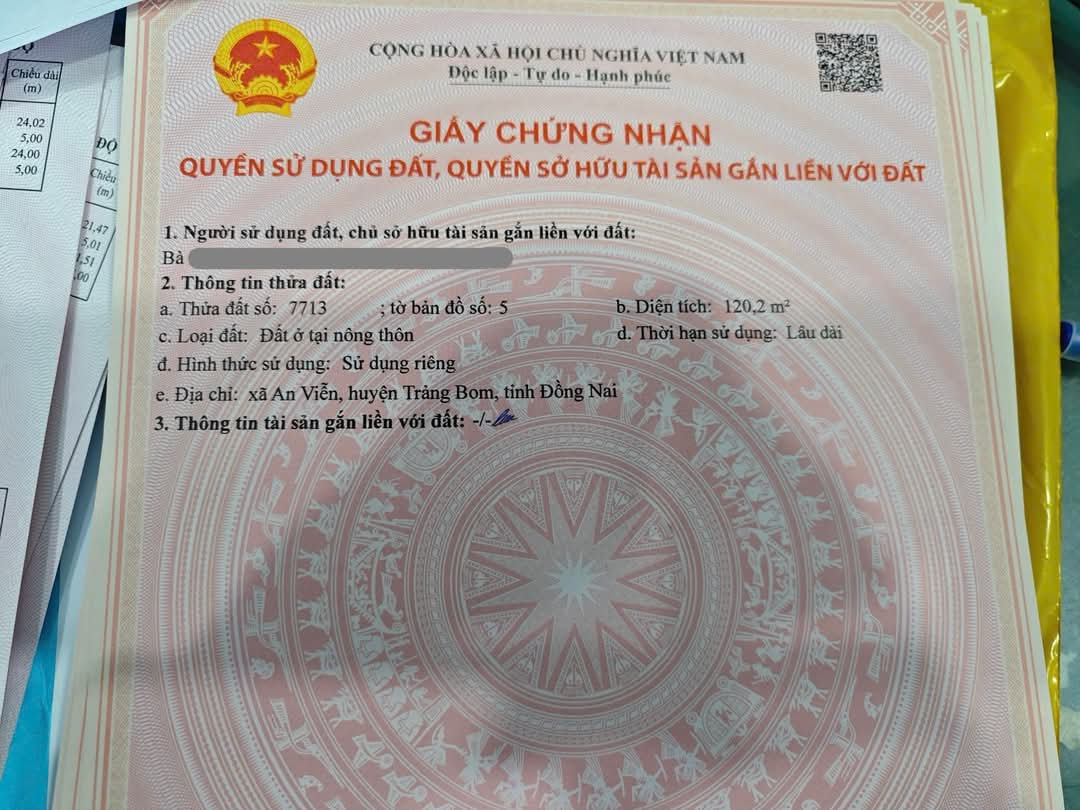 Chiều dài
(m)
24,02
5,00
24,00
5,00
ĐỘ
Chiều
(m)
21,47
5,01
,51
,00
CỘNG HÒA XÃ HỘI CHỦ NGHĨA VIỆT NAM
Độc lập - Tự do - Hạnh phúc
GIẤY CHỨNG NHẬN
QUYỀN SỬ DỤNG ĐẤT, QUYỀN SỞ HỮU TÀI SẢN GẮN LIỀN VỚI ĐẤT
1. Người sử dụng đất, chủ sở hữu tài sản gắn liền với đất:
Bà
2. Thông tin thửa đất:
a. Thửa đất số: 7713 ; tờ bản đồ số: 5 b. Diện tích: 120,2 m²
c. Loại đất: Đất ở tại nông thôn d. Thời hạn sử dụng: Lâu dài
đ. Hình thức sử dụng: Sử dụng riêng
e. Địa chỉ: xã An Viễn, huyện Trảng Bom, tỉnh Đồng Nai
3. Thông tin tài sản gắn liền với đất: -/-